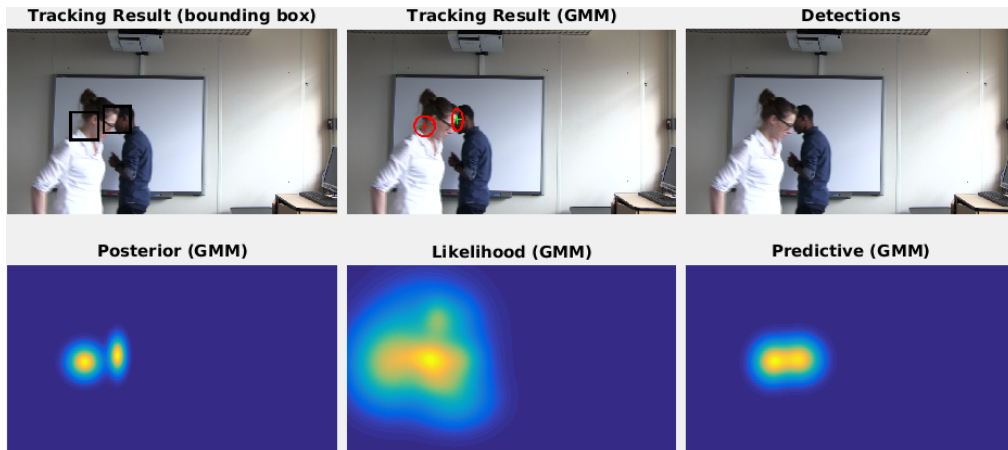 Tracking Result (bounding box)
Tracking Result (GMM)
Detections
Posterior (GMM)
Likelihood (GMM)
Predictive (GMM)